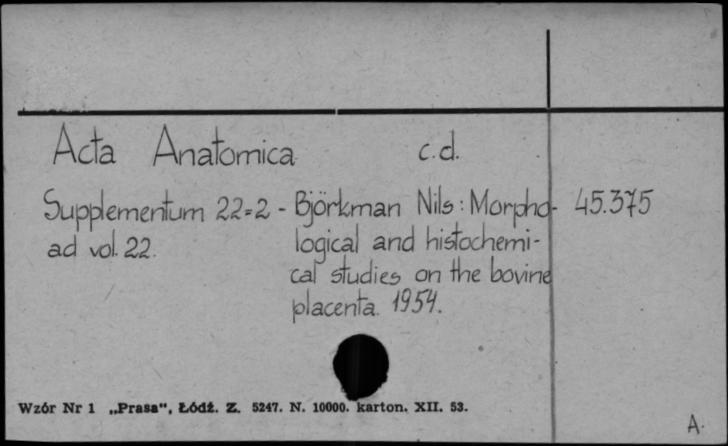 Acta Anatomica c.d.
Supplementum 22=2 - Björkman Nils: Morpho- 45.375
ad vol. 22. logical and histochemi-
cal studies on the bovine
placenta. 1954.
Wzór Nr 1 „Prasa", Łódź. Z. 5247. N. 10000. karton. XII. 53.
A.